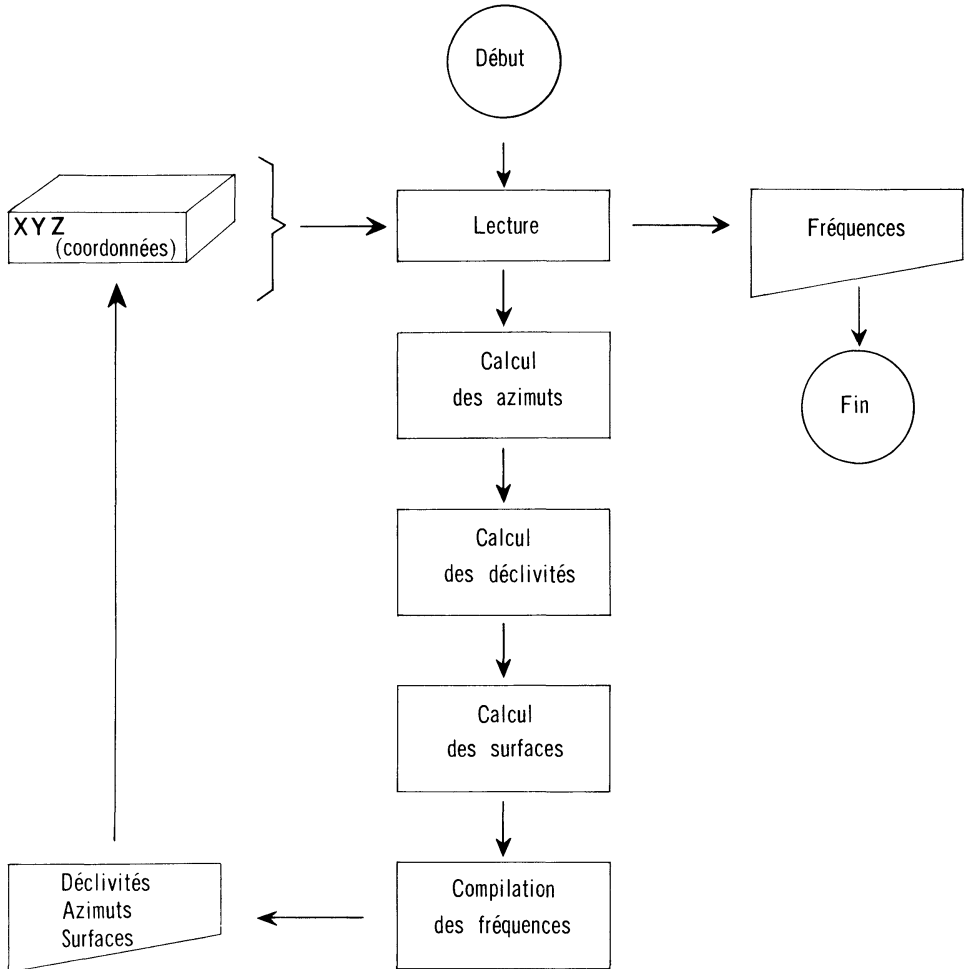 Début
X Y Z
(coordonnées)
Lecture
Fréquences
Calcul
des azimuts
Fin
Calcul
des déclivités
Calcul
des surfaces
Déclivités
Azimuts
Surfaces
Compilation
des fréquences